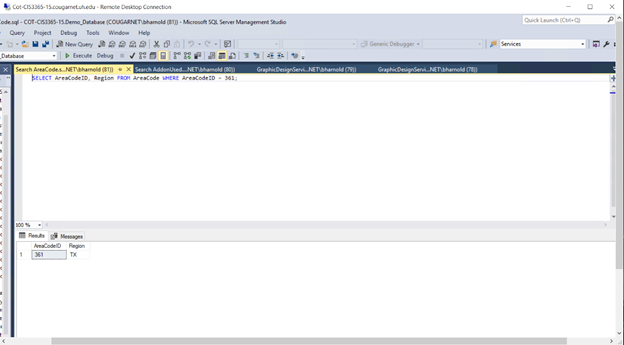 Cot-CIS3365-15.cougarnet.uh.edu - Remote Desktop Connection
Code.sql - COT-CIS3365-15.Demo_Database (COUGARNET\bharnold (81)) - Microsoft SQL Server Management Studio
Quick Launch (Ctrl+Q)
Query Project Debug Tools Window Help
New Query
Generic Debugger
Services
Database
Execute Debug
Search AreaCode.s...NET\bharnold (81))
Search AddonUsed....NET\bharnold (80))
GraphicDesignServi...NET\bharnold (79))
GraphicDesignServi...NET\bharnold (78))
SELECT AreaCodeID, Region FROM AreaCode WHERE AreaCodeID = 361;
100 %
Results Messages
AreaCodeID Region
1 361 TX